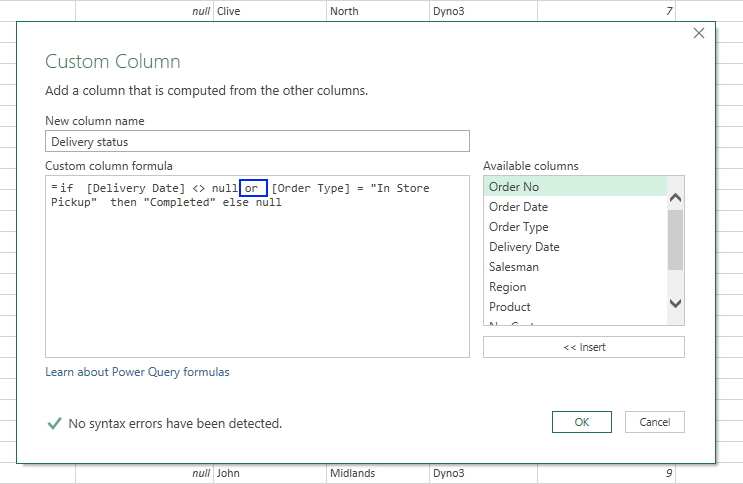 null Clive North Dyno3 7
Custom Column
Add a column that is computed from the other columns.
New column name
Delivery status
Custom column formula
=if [Delivery Date] <> null or [Order Type] = "In Store
Pickup" then "Completed" else null
Available columns
Order No
Order Date
Order Type
Delivery Date
Salesman
Region
Product
<< Insert
Learn about Power Query formulas
No syntax errors have been detected.
OK Cancel
null John Midlands Dyno3 9